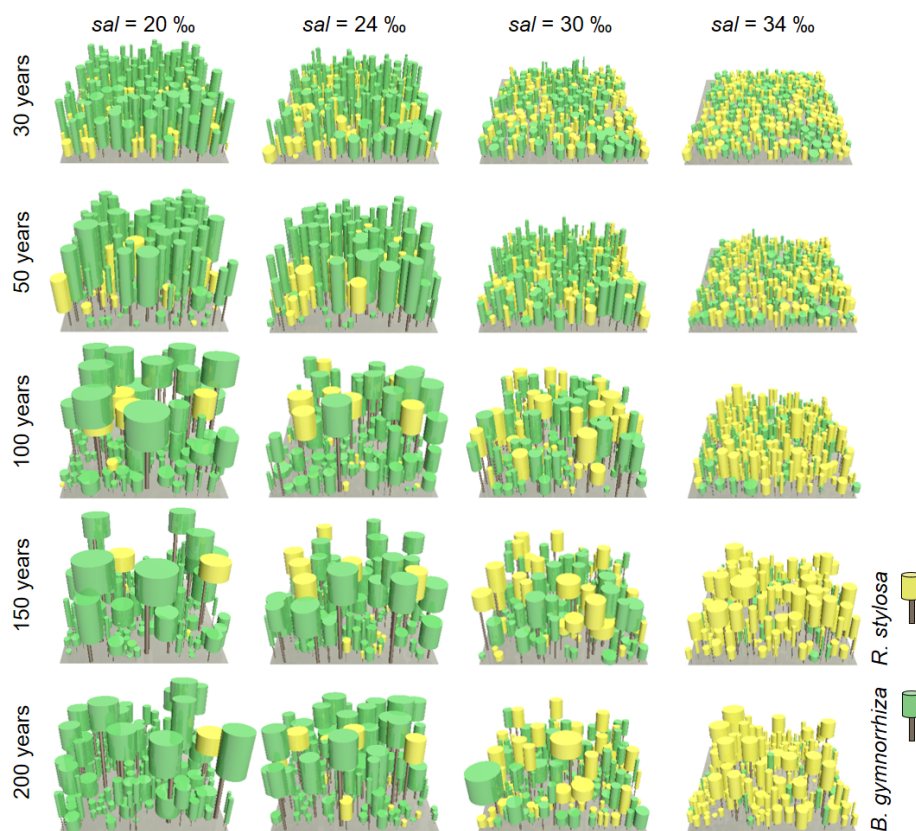 sal = 20 ‰
sal = 24 ‰
sal = 30 ‰
sal = 34 ‰
30 years
50 years
100 years
150 years
200 years
R. stylosa
B. gymnorrhiza